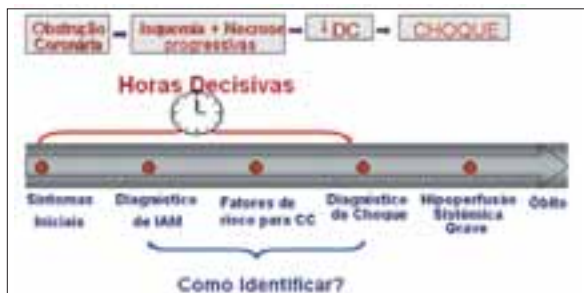 Obstrução
Coronária
Isquemia + Necrose
progressivas
↓ DC
CHOQUE
Horas Decisivas
Sintomas
Iniciais
Diagnóstico
de IAM
Fatores de
risco para CC
Diagnóstico
de Choque
Hipoperfusão
Sistêmica
Grave
Óbito
Como Identificar?